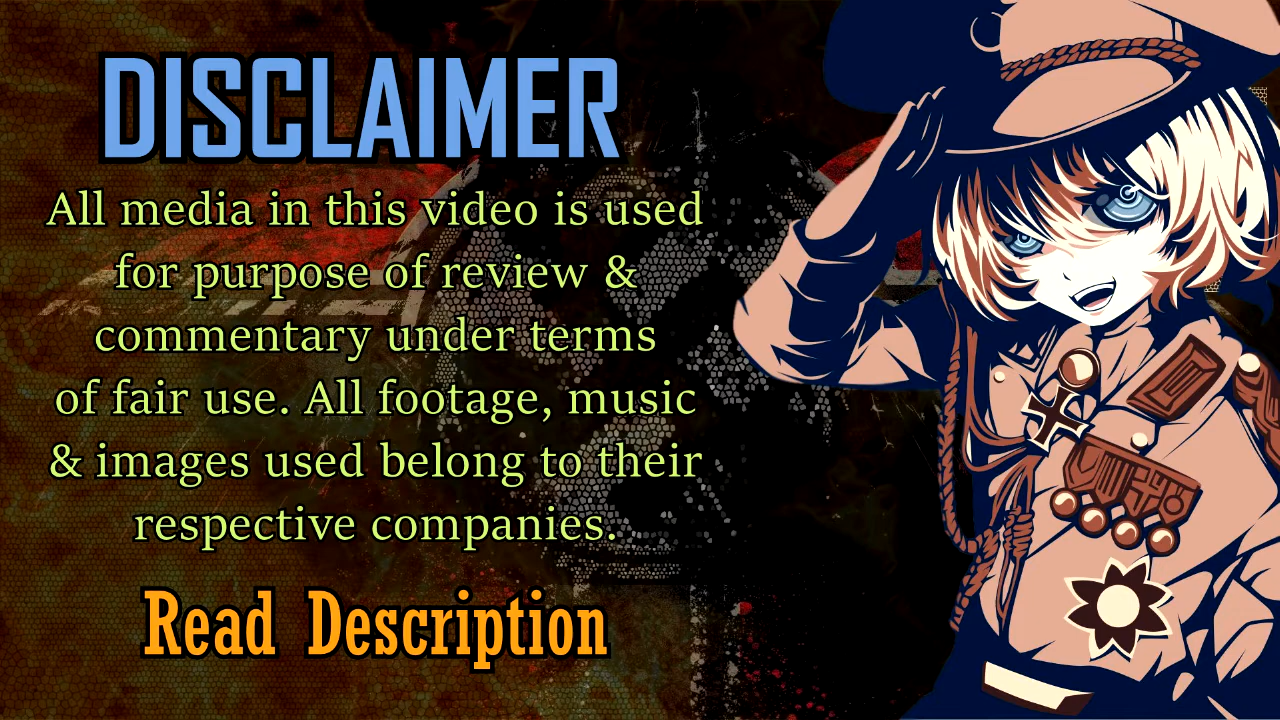 DISCLAIMER
All media in this video is used
for purpose of review &
commentary under terms
of fair use. All footage, music
& images used belong to their
respective companies.
Read Description